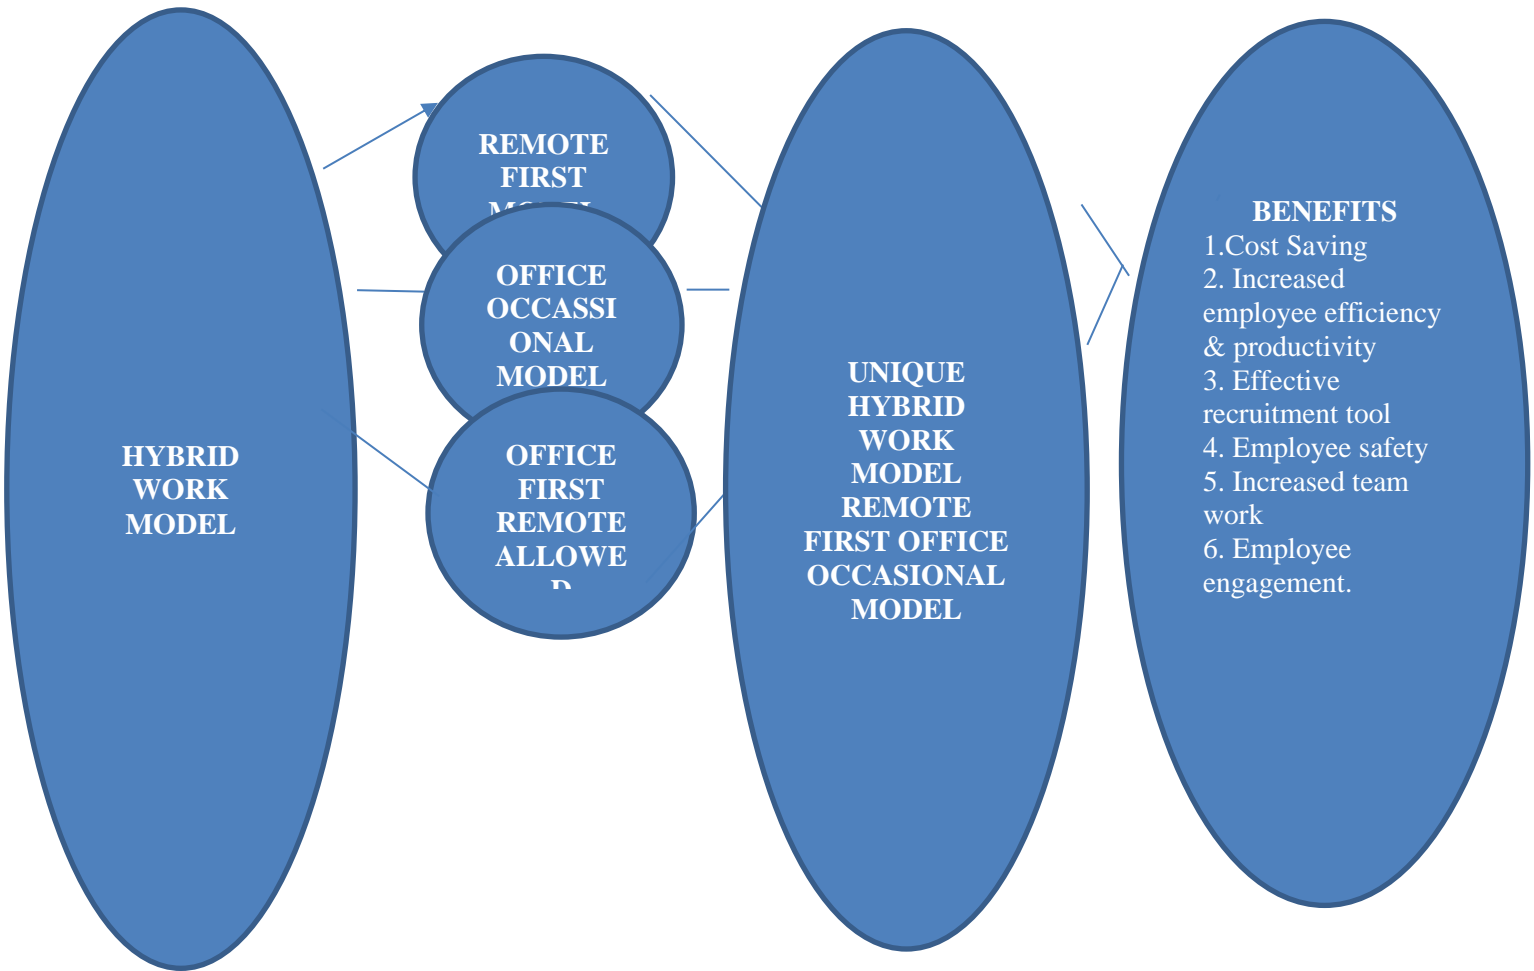 HYBRID
WORK
MODEL
REMOTE
FIRST
OFFICE
OCCASSI
ONAL
MODEL
OFFICE
FIRST
REMOTE
ALLOWE
UNIQUE
HYBRID
WORK
MODEL
REMOTE
FIRST OFFICE
OCCASIONAL
MODEL
BENEFITS
1.Cost Saving
2. Increased
employee efficiency
& productivity
3. Effective
recruitment tool
4. Employee safety
5. Increased team
work
6. Employee
engagement.